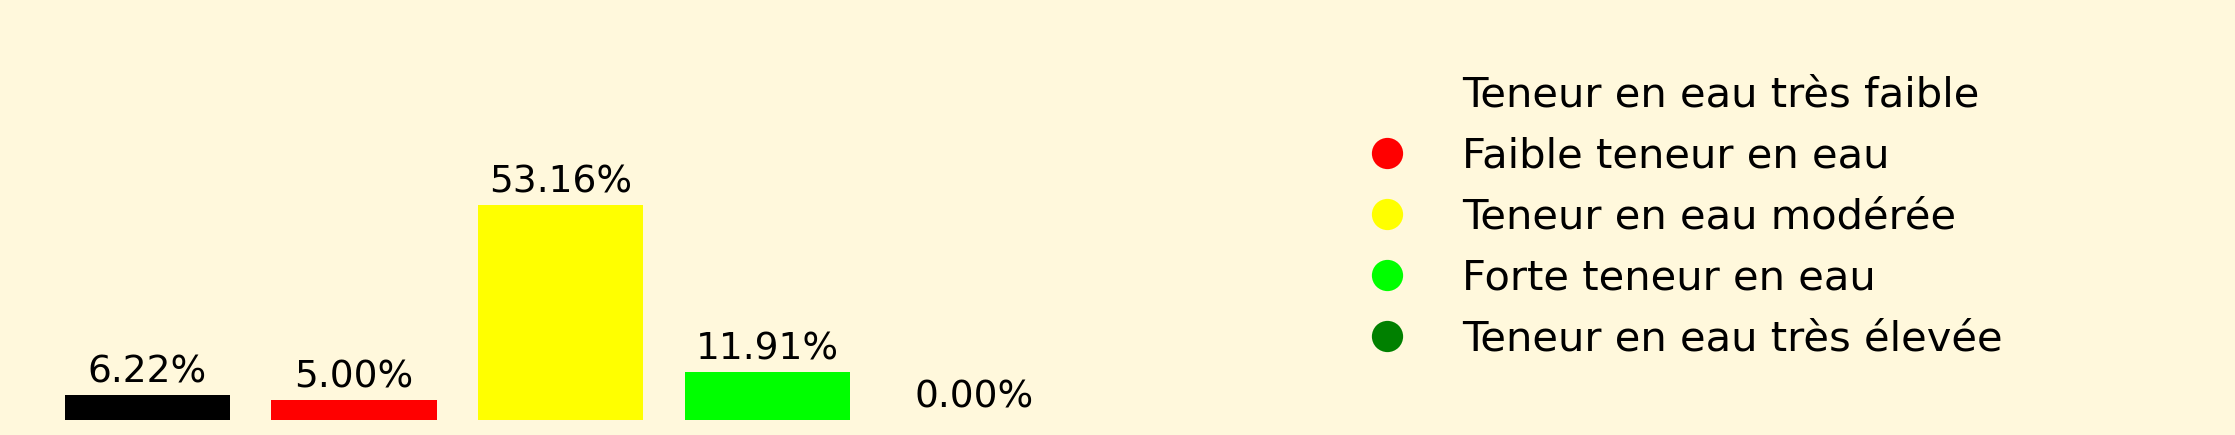 6.22%
5.00%
53.16%
11.91%
0.00%
Teneur en eau très faible
Faible teneur en eau
Teneur en eau modérée
Forte teneur en eau
Teneur en eau très élevée